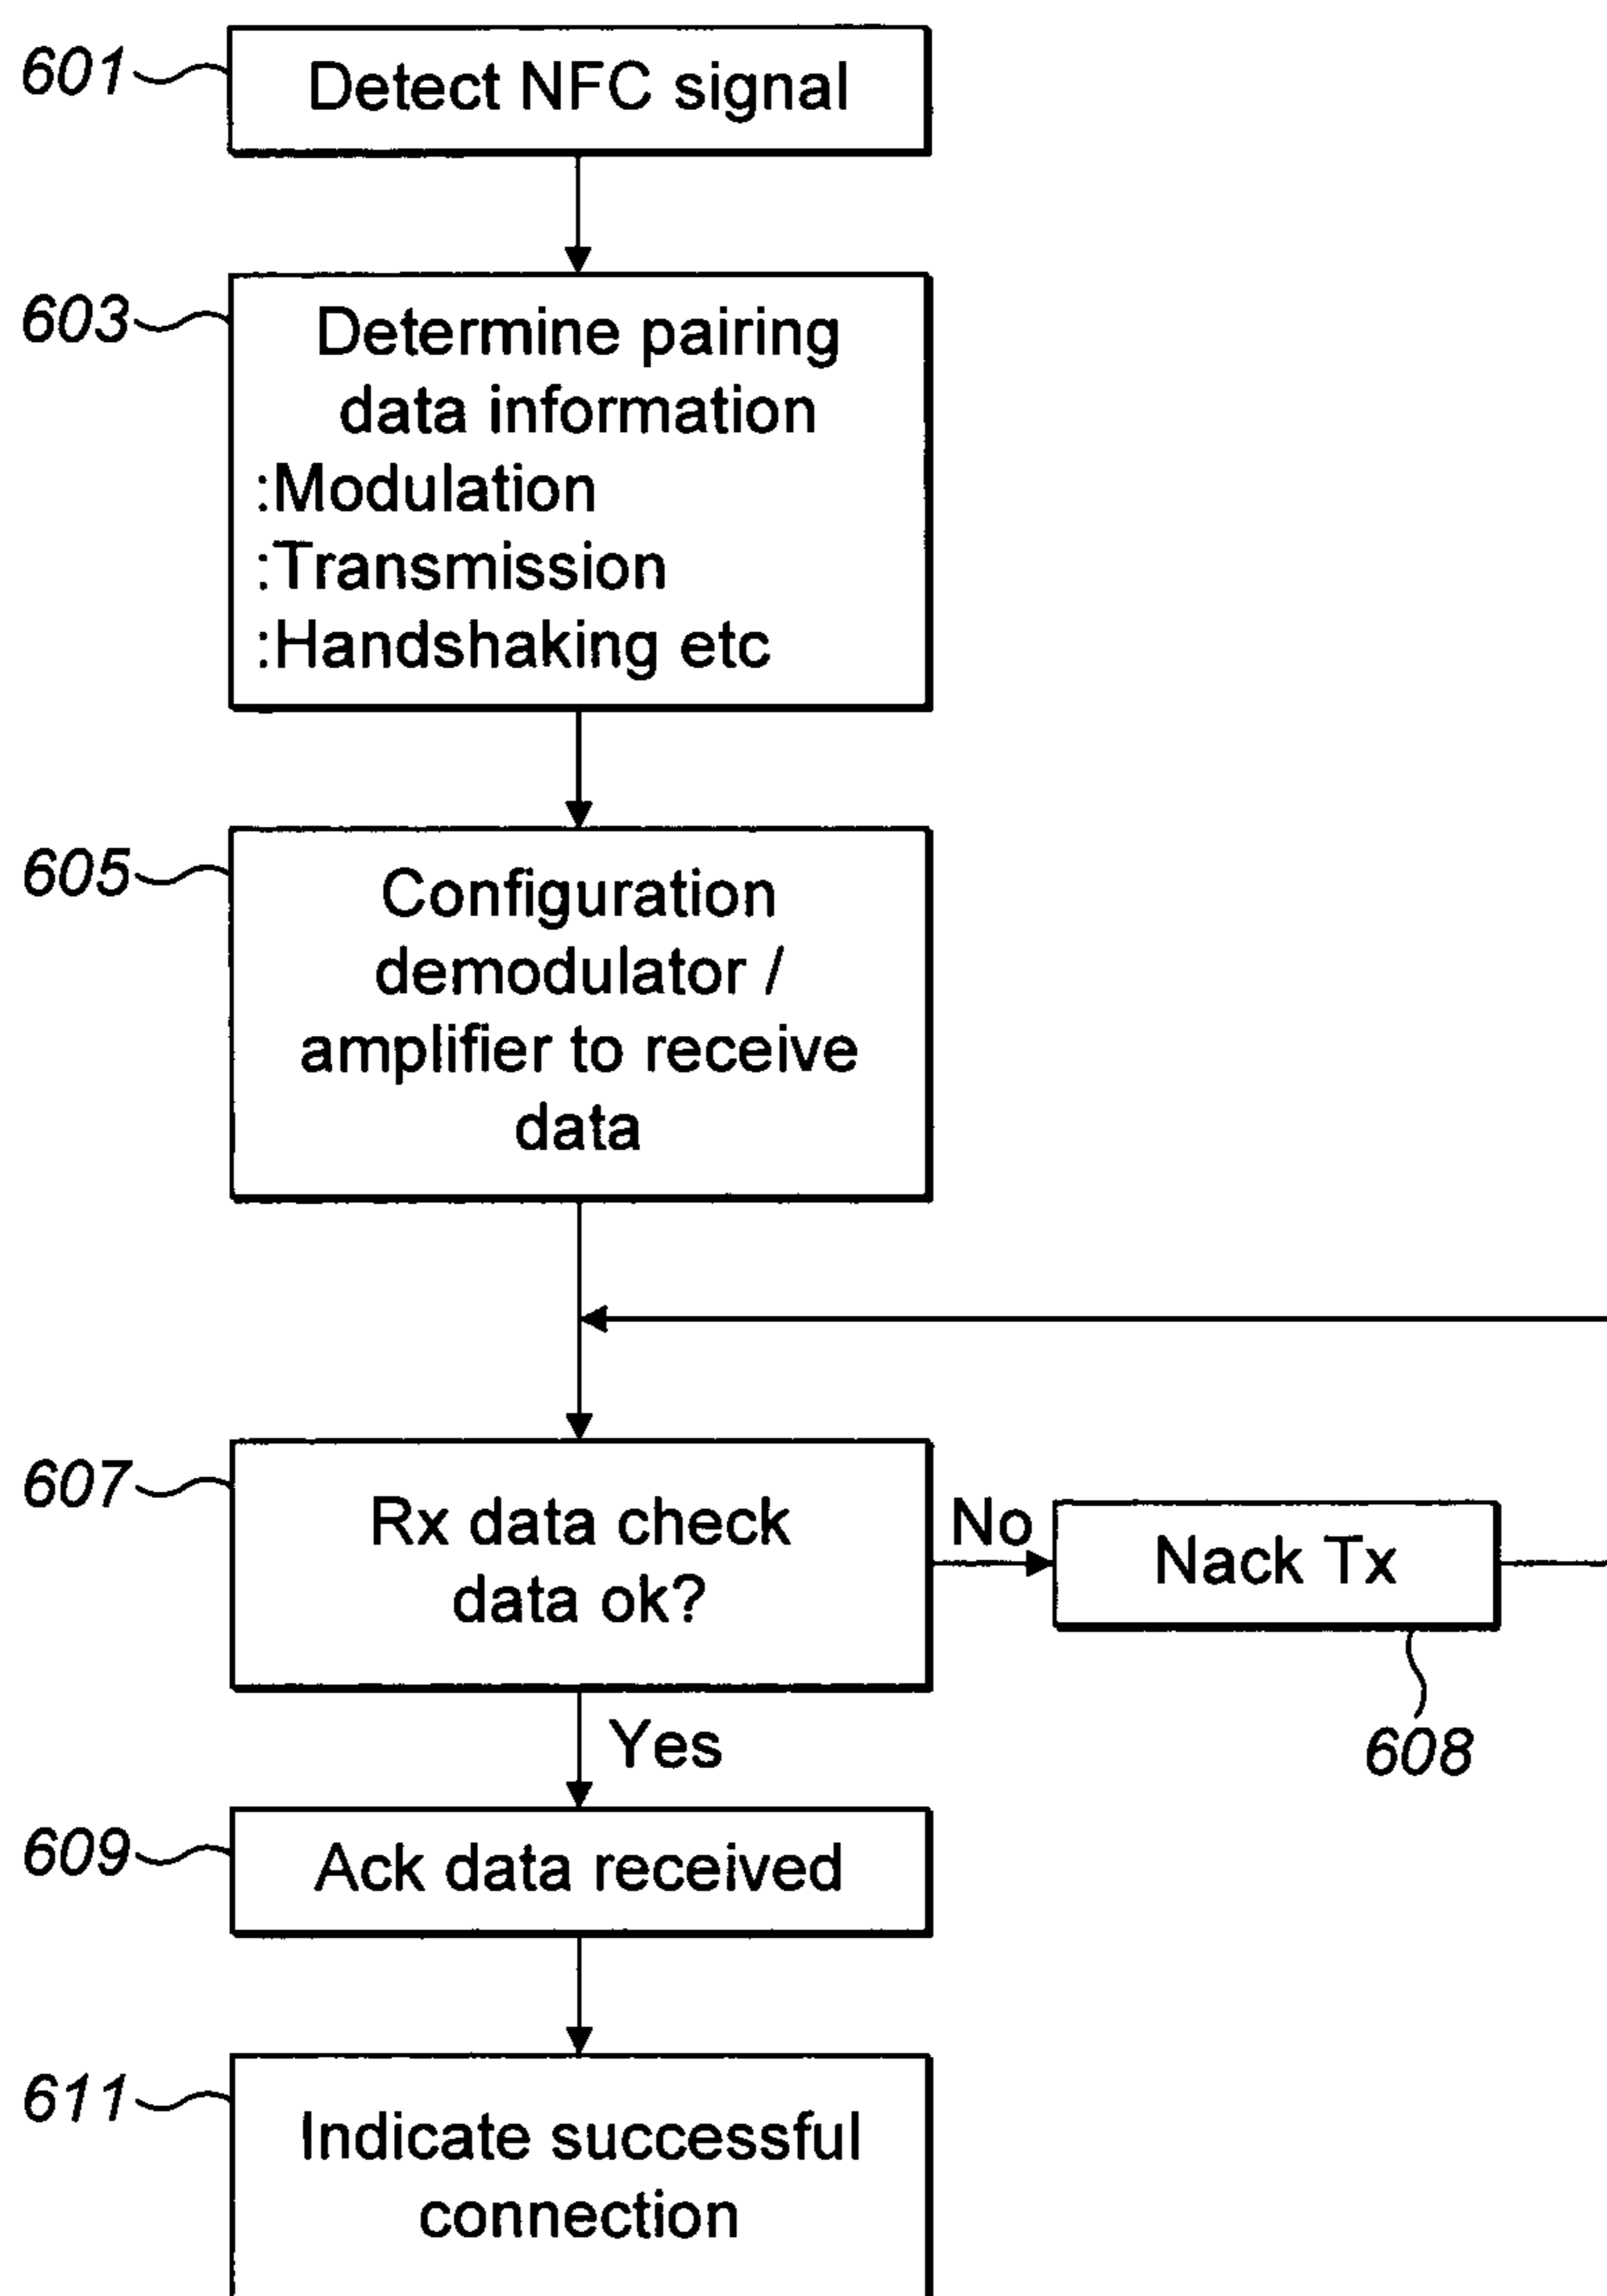 601
Detect NFC signal
603
Determine pairing
data information
:Modulation
:Transmission
:Handshaking etc
605
Configuration
demodulator /
amplifier to receive
data
607
Rx data check
data ok?
No
Nack Tx
608
Yes
609
Ack data received
611
Indicate successful
connection